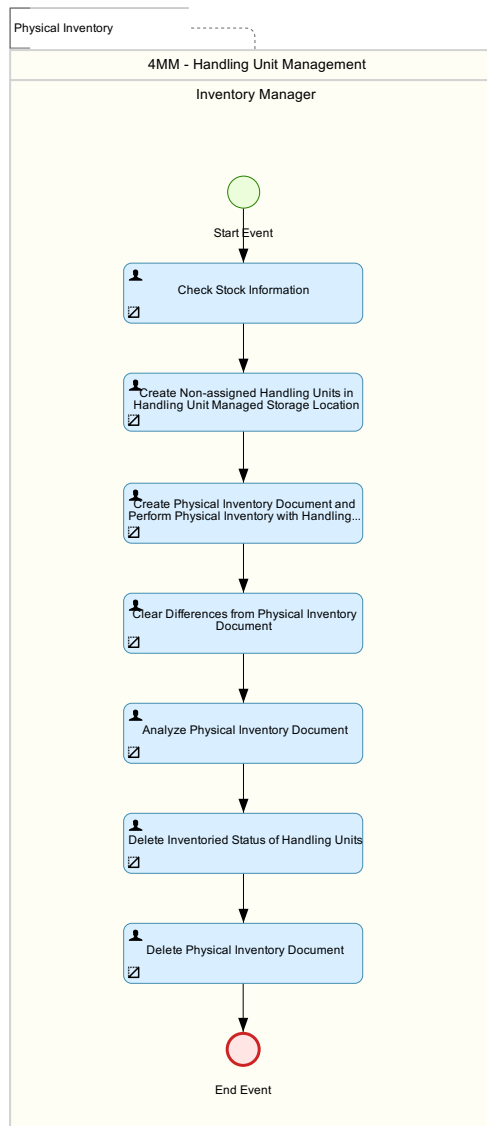 Physical Inventory
4MM - Handling Unit Management
Inventory Manager
Start Event
Check Stock Information
Create Non-assigned Handling Units in
Handling Unit Managed Storage Location
Create Physical Inventory Document and
Perform Physical Inventory with Handling...
Clear Differences from Physical Inventory
Document
Analyze Physical Inventory Document
Delete Inventoried Status of Handling Units
Delete Physical Inventory Document
End Event